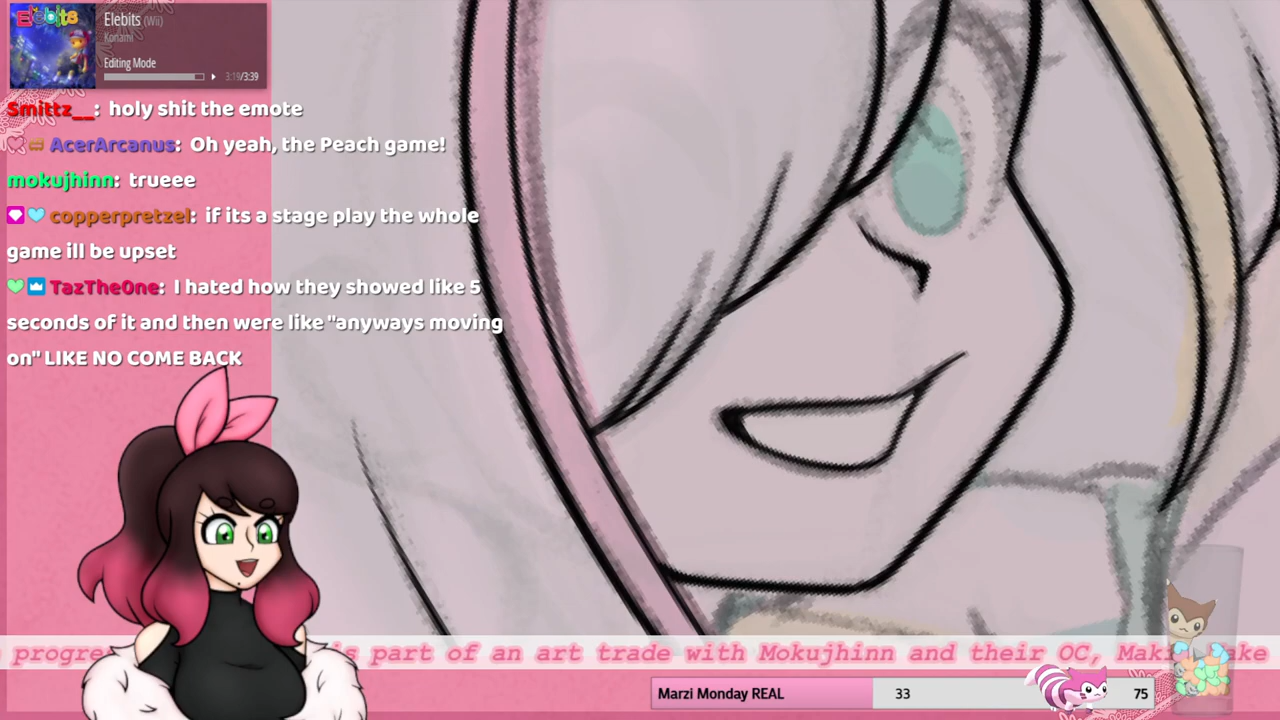 Elebits
Elebits (Wii)
Konami
Editing Mode
3:19/3:39
Smittz__: holy shit the emote
AcerArcanus: Oh yeah, the Peach game!
mokujhinn: trueee
copperpretzel: if its a stage play the whole
game ill be upset
TazTheOne: I hated how they showed like 5
seconds of it and then were like "anyways moving
on" LIKE NO COME BACK
is part of an art trade with Mokujhinn and their OC,
Marzi Monday REAL 33 75